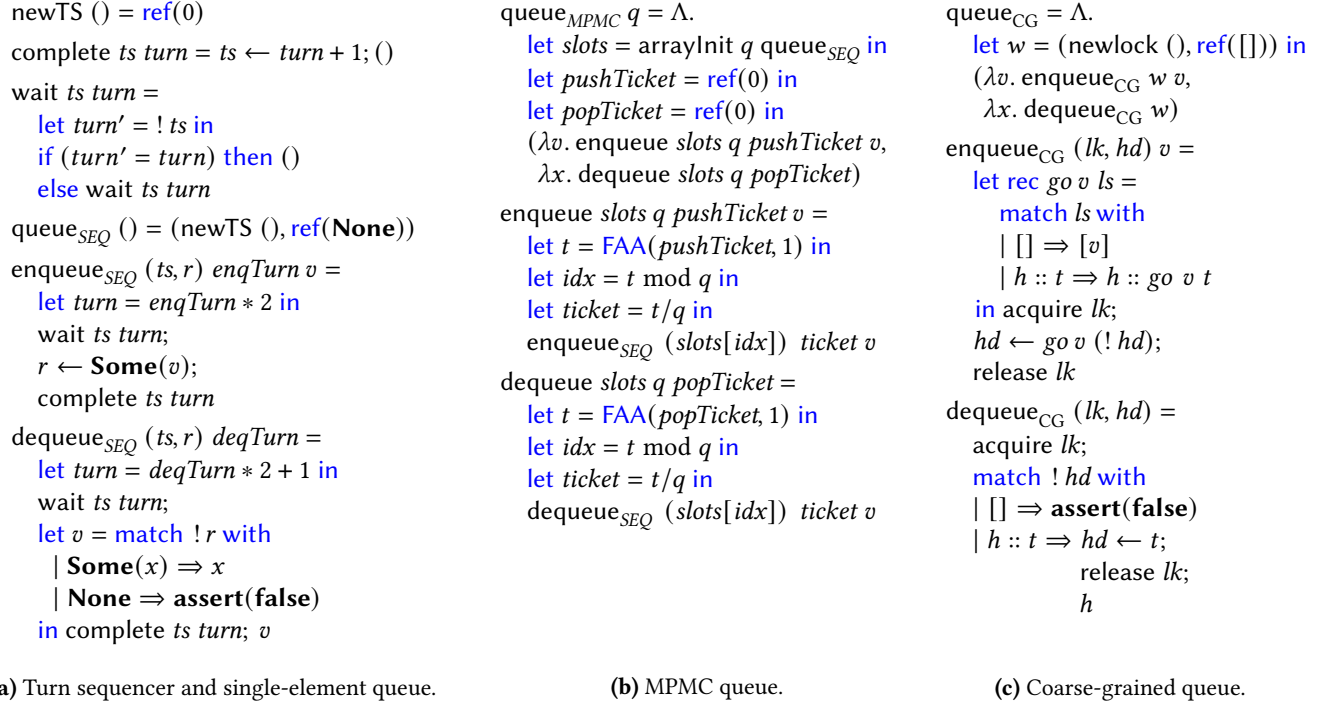 newTS () = ref(0)
complete ts turn = ts ← turn + 1; ()
wait ts turn =
let turn′ = ! ts in
if (turn′ = turn) then ()
else wait ts turn
queue_SEQ () = (newTS (), ref(None))
enqueue_SEQ (ts, r) enqTurn v =
let turn = enqTurn ∗ 2 in
wait ts turn;
r ← Some(v);
complete ts turn
dequeue_SEQ (ts, r) deqTurn =
let turn = deqTurn ∗ 2 + 1 in
wait ts turn;
let v = match ! r with
| Some(x) ⇒ x
| None ⇒ assert(false)
in complete ts turn; v
a) Turn sequencer and single-element queue.
queue_MPMC q = Λ.
let slots = arrayInit q queue_SEQ in
let pushTicket = ref(0) in
let popTicket = ref(0) in
(λv. enqueue slots q pushTicket v,
λx. dequeue slots q popTicket)
enqueue slots q pushTicket v =
let t = FAA(pushTicket, 1) in
let idx = t mod q in
let ticket = t/q in
enqueue_SEQ (slots[idx]) ticket v
dequeue slots q popTicket =
let t = FAA(popTicket, 1) in
let idx = t mod q in
let ticket = t/q in
dequeue_SEQ (slots[idx]) ticket v
(b) MPMC queue.
queue_CG = Λ.
let w = (newlock (), ref([])) in
(λv. enqueue_CG w v,
λx. dequeue_CG w)
enqueue_CG (lk, hd) v =
let rec go v ls =
match ls with
| [] ⇒ [v]
| h :: t ⇒ h :: go v t
in acquire lk;
hd ← go v (! hd);
release lk
dequeue_CG (lk, hd) =
acquire lk;
match ! hd with
| [] ⇒ assert(false)
| h :: t ⇒ hd ← t;
release lk;
h
(c) Coarse-grained queue.